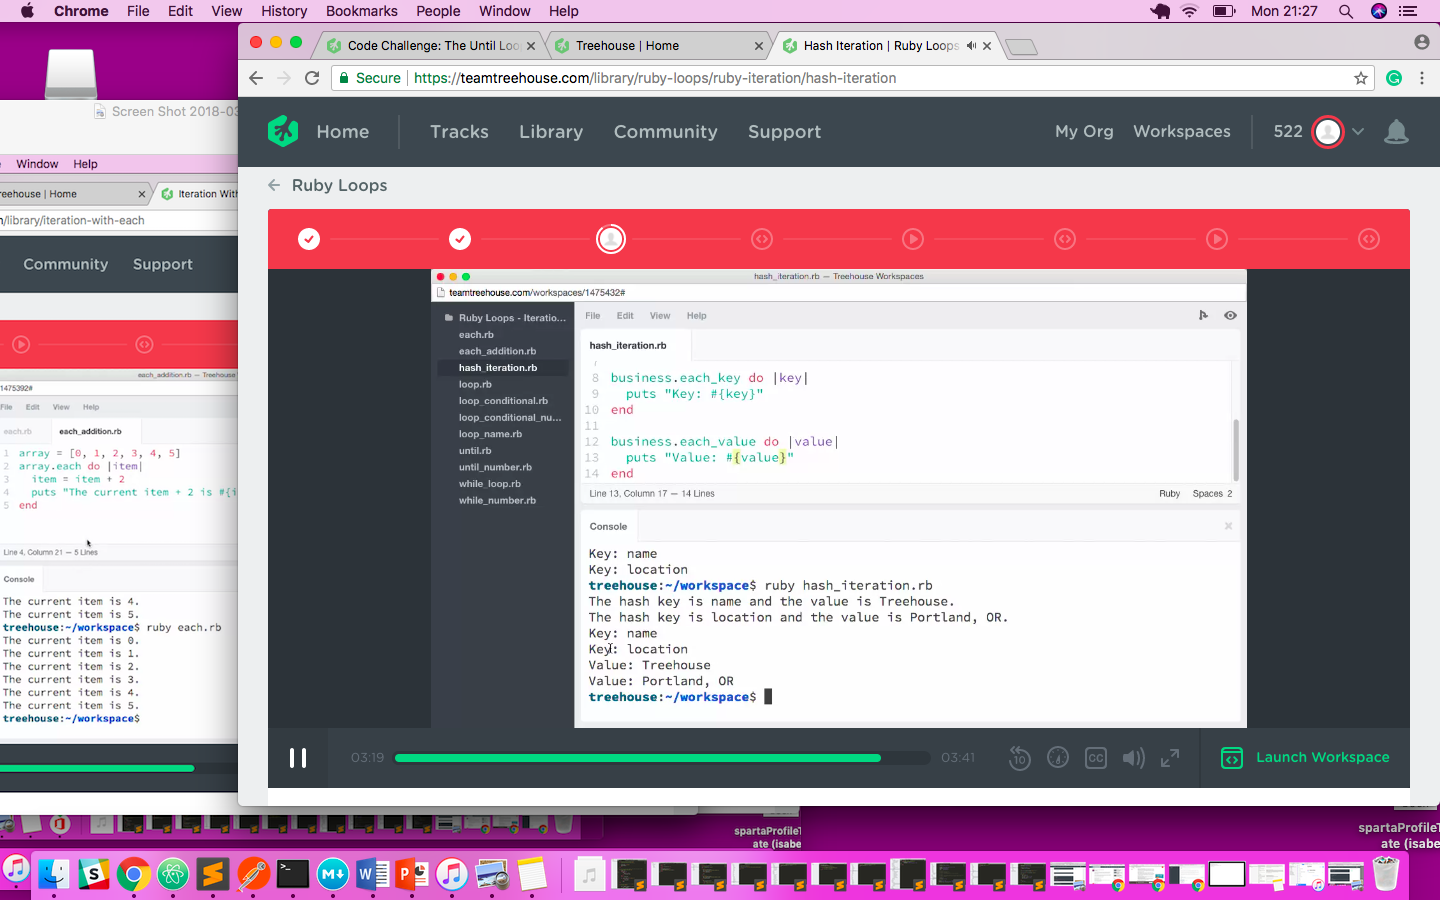 Chrome File Edit View History Bookmarks People Window Help Mon 21:27
Code Challenge: The Until Loo
Treehouse | Home
Hash Iteration | Ruby Loops
Secure https://teamtreehouse.com/library/ruby-loops/ruby-iteration/hash-iteration
Home Tracks Library Community Support My Org Workspaces 522
Ruby Loops
hash_iteration.rb — Treehouse Workspaces
teamtreehouse.com/workspaces/1475432#
Ruby Loops - Iteratio...
each.rb
each_addition.rb
hash_iteration.rb
loop.rb
loop_conditional.rb
loop_conditional_nu...
loop_name.rb
until.rb
until_number.rb
while_loop.rb
while_number.rb
File Edit View Help
hash_iteration.rb
8 business.each_key do |key|
9 puts "Key: #{key}"
10 end
11
12 business.each_value do |value|
13 puts "Value: #{value}"
14 end
Line 13, Column 17 — 14 Lines Ruby Spaces 2
Console
Key: name
Key: location
treehouse:~/workspace$ ruby hash_iteration.rb
The hash key is name and the value is Treehouse.
The hash key is location and the value is Portland, OR.
Key: name
Key: location
Value: Treehouse
Value: Portland, OR
treehouse:~/workspace$
03:19 03:41 10 CC Launch Workspace
Screen Shot 2018-03
Window Help
reehouse | Home
Iteration With
/library/iteration-with-each
Community Support
each_addition.rb — Treehouse
1475392#
File Edit View Help
each.rb each_addition.rb
1 array = [0, 1, 2, 3, 4, 5]
2 array.each do |item|
3 item = item + 2
4 puts "The current item + 2 is #{i
5 end
Line 4, Column 21 — 5 Lines
Console
The current item is 4.
The current item is 5.
treehouse:~/workspace$ ruby each.rb
The current item is 0.
The current item is 1.
The current item is 2.
The current item is 3.
The current item is 4.
The current item is 5.
treehouse:~/workspace$
spartaProfileT
ate (isabe
spartaProfileT
ate (isabe